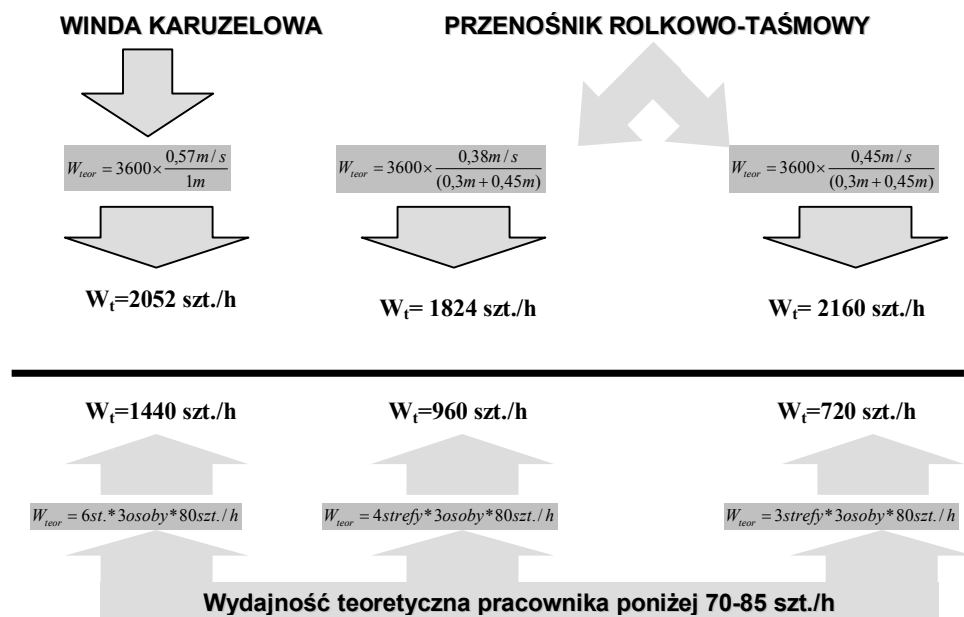 WINDA KARUZELOWA
PRZENOŚNIK ROLKOWO-TAŚMOWY
W_teor = 3600 × 0,57m/s / 1m
W_teor = 3600 × 0,38m/s / (0,3m + 0,45m)
W_teor = 3600 × 0,45m/s / (0,3m + 0,45m)
W_t=2052 szt./h
W_t= 1824 szt./h
W_t= 2160 szt./h
W_t=1440 szt./h
W_t=960 szt./h
W_t=720 szt./h
W_teor = 6st.*3osoby*80szt./h
W_teor = 4strefy*3osoby*80szt./h
W_teor = 3strefy*3osoby*80szt./h
Wydajność teoretyczna pracownika poniżej 70-85 szt./h